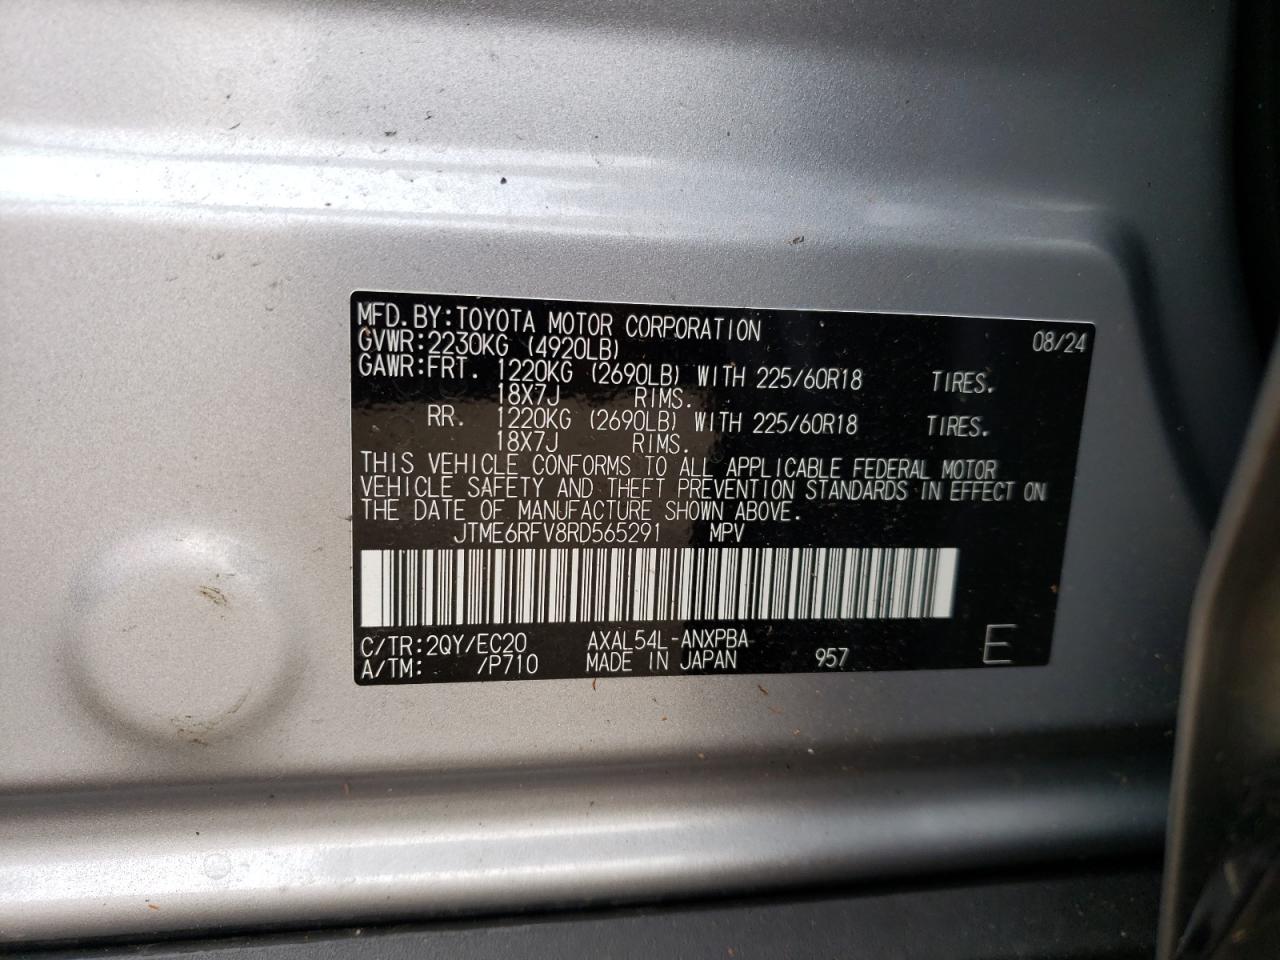 MFD. BY: TOYOTA MOTOR CORPORATION 08/24
GVWR: 2230KG (4920LB)
GAWR: FRT. 1220KG (2690LB) WITH 225/60R18 TIRES.
18X7J RIMS.
RR. 1220KG (2690LB) WITH 225/60R18 TIRES.
18X7J RIMS.
THIS VEHICLE CONFORMS TO ALL APPLICABLE FEDERAL MOTOR
VEHICLE SAFETY AND THEFT PREVENTION STANDARDS IN EFFECT ON
THE DATE OF MANUFACTURE SHOWN ABOVE.
JTME6RFV8RD565291 MPV
C/TR: 2QY/EC20 AXAL54L-ANXPBA
A/TM: /P710 MADE IN JAPAN 957 E